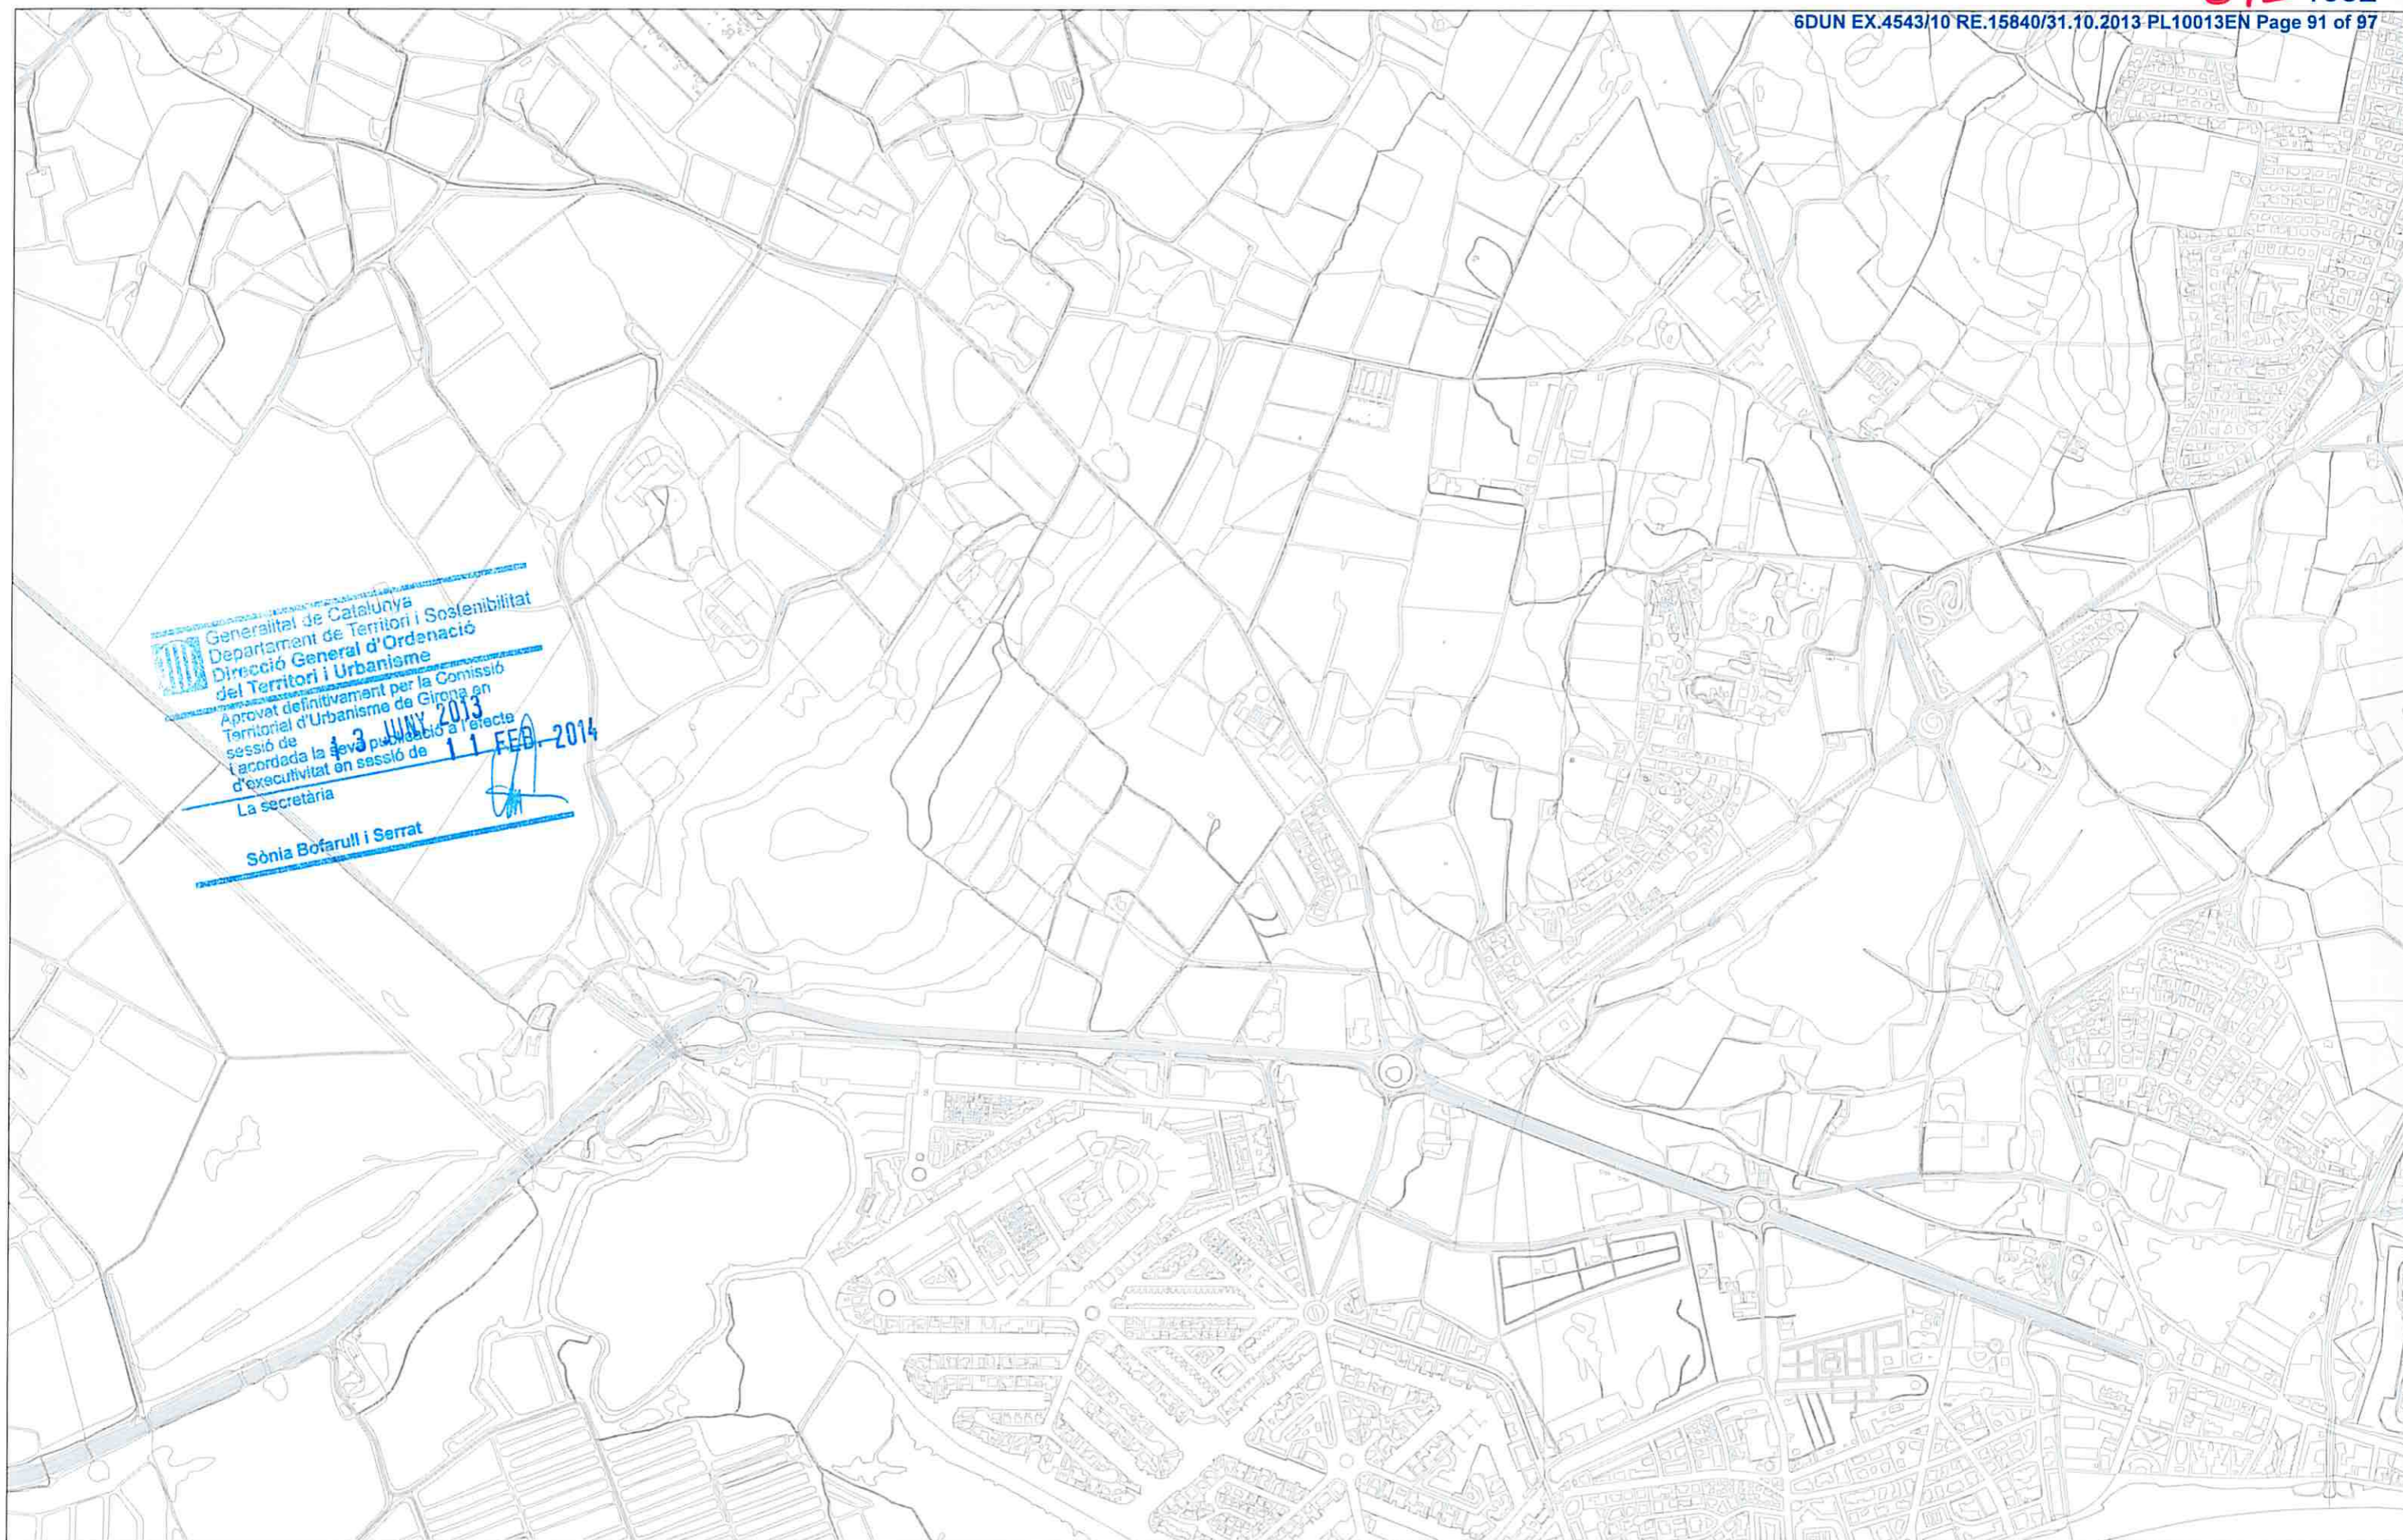 6DUN EX.4543/10 RE.15840/31.10.2013 PL10013EN Page 91 of 97
Generalitat de Catalunya
Departament de Territori i Sostenibilitat
Direcció General d'Ordenació
del Territori i Urbanisme
Aprovat definitivament per la Comissió
Territorial d'Urbanisme de Girona en
sessió de 13 JUNY 2013
i acordada la seva publicació a l'efecte
d'executivitat en sessió de 11 FEB. 2014
La secretària
Sònia Bofarull i Serrat